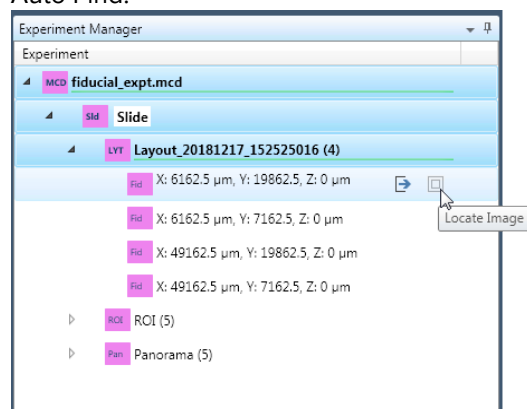 Auto Find.
Experiment Manager
Experiment
MCD fiducial_expt.mcd
Sld Slide
LYT Layout_20181217_152525016 (4)
Fid X: 6162.5 µm, Y: 19862.5, Z: 0 µm
Locate Image
Fid X: 6162.5 µm, Y: 7162.5, Z: 0 µm
Fid X: 49162.5 µm, Y: 19862.5, Z: 0 µm
Fid X: 49162.5 µm, Y: 7162.5, Z: 0 µm
ROI ROI (5)
Pan Panorama (5)